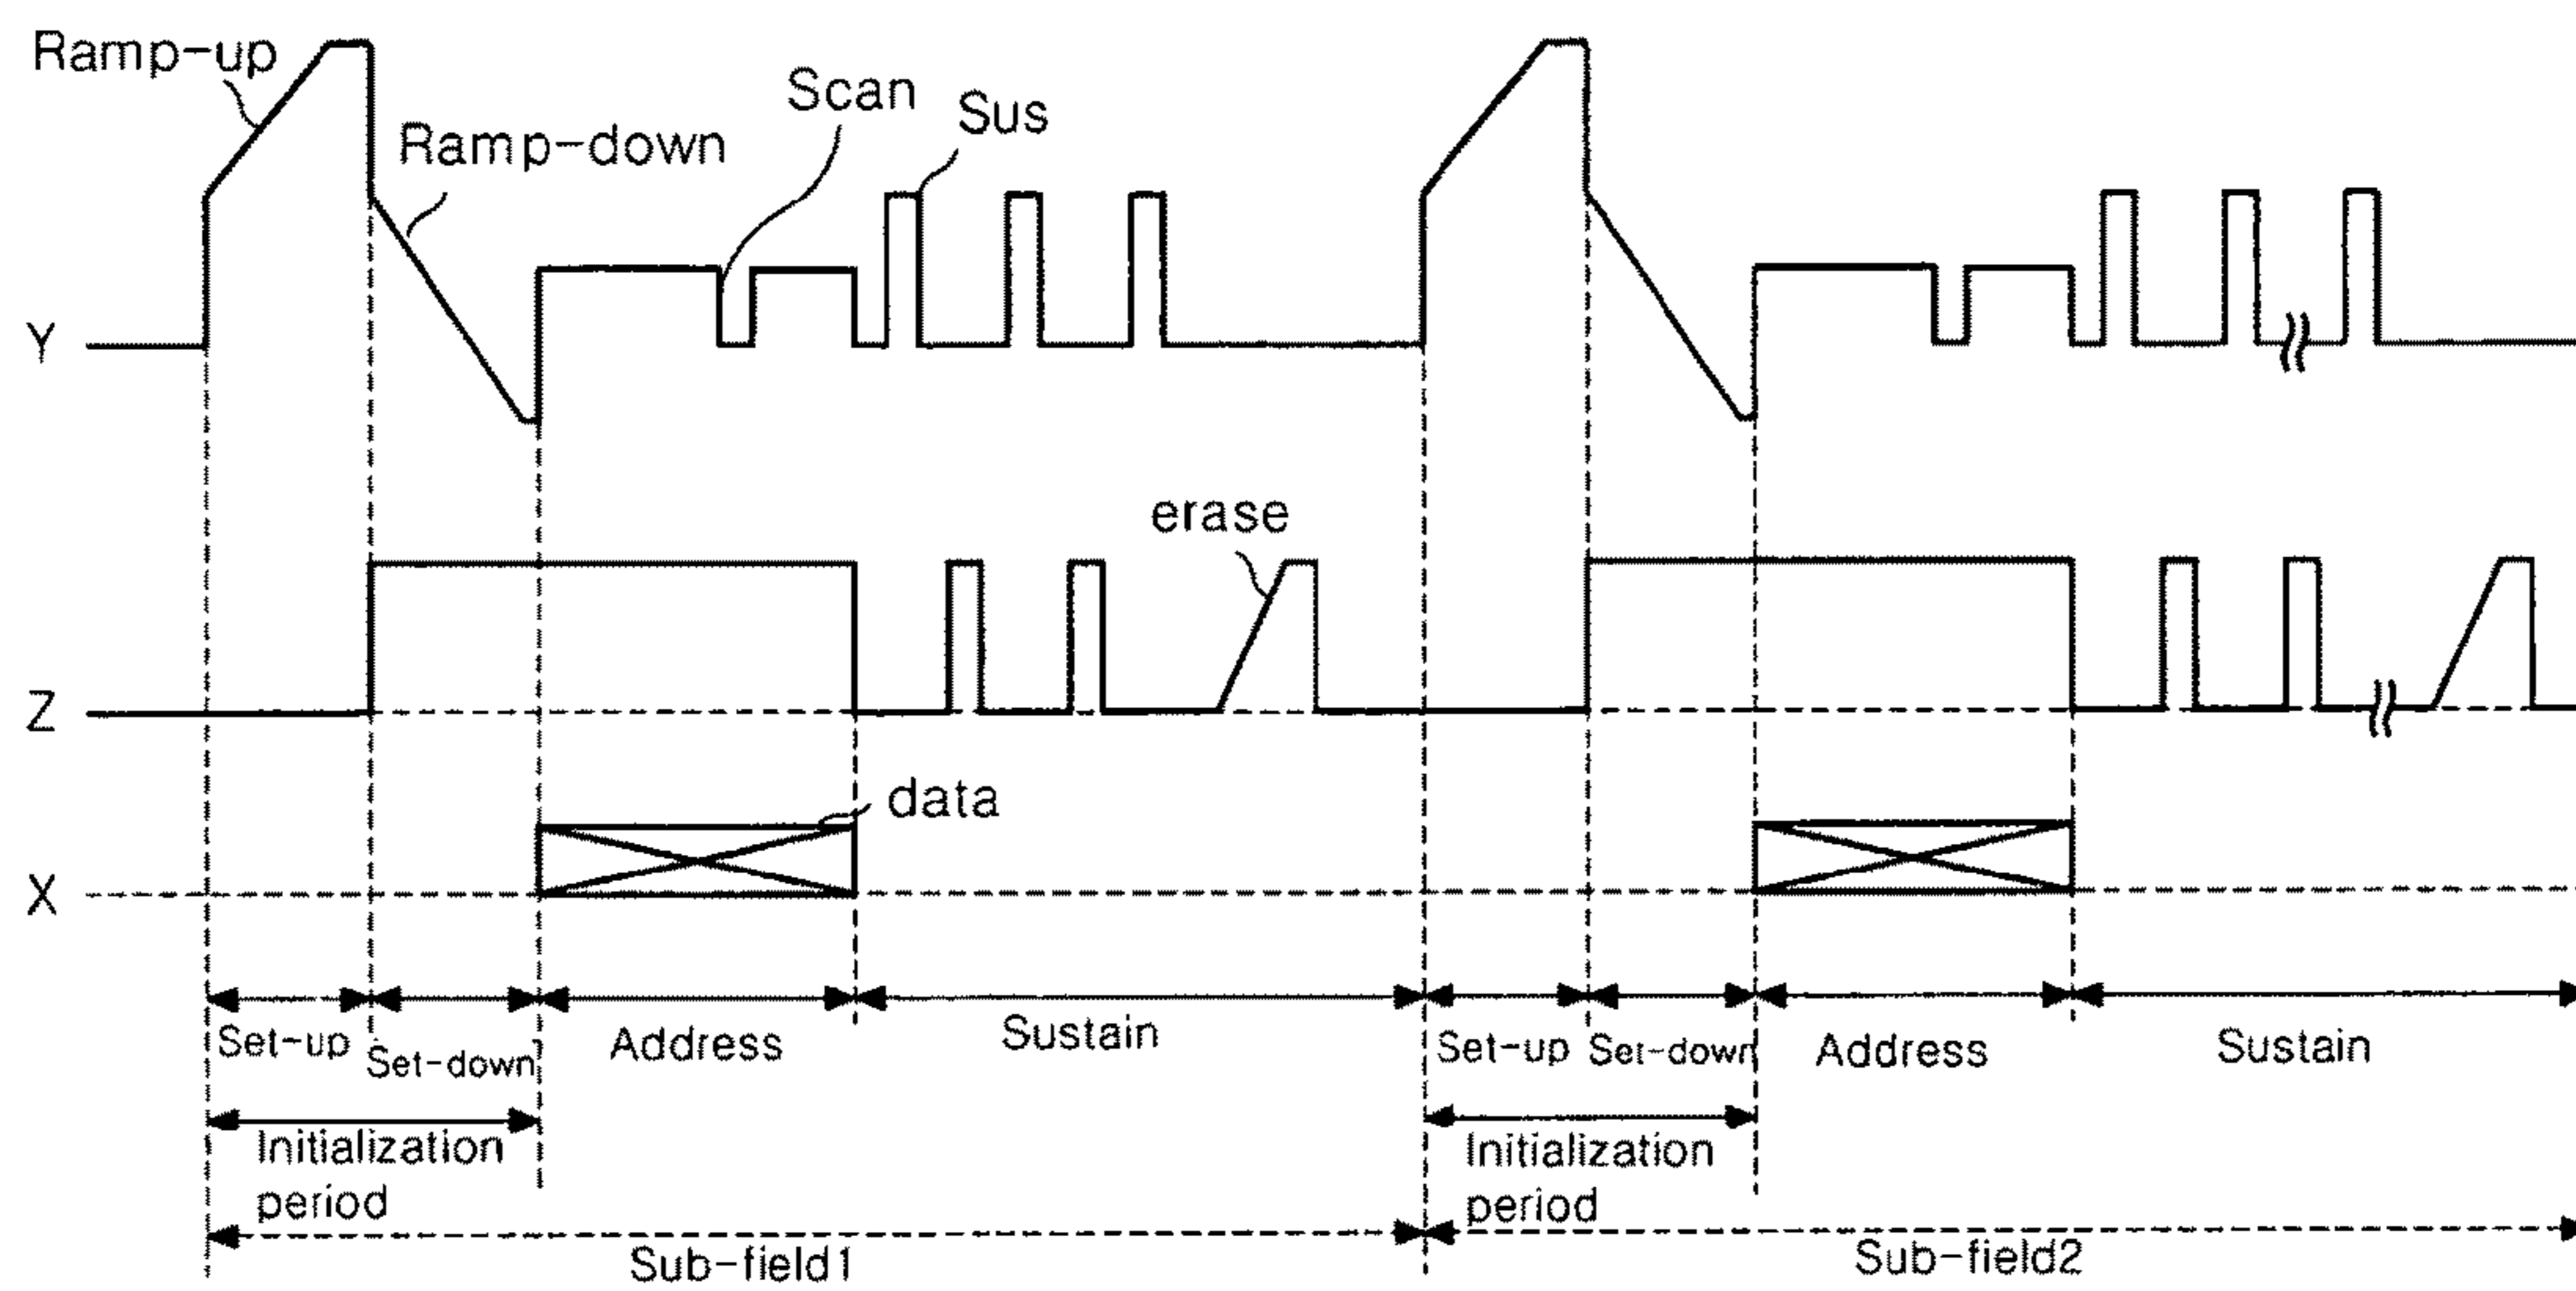 Ramp-up
Ramp-down
Scan
Sus
Y
erase
Z
data
X
Set-up
Set-down
Address
Sustain
Set-up
Set-down
Address
Sustain
Initialization
period
Initialization
period
Sub-field1
Sub-field2